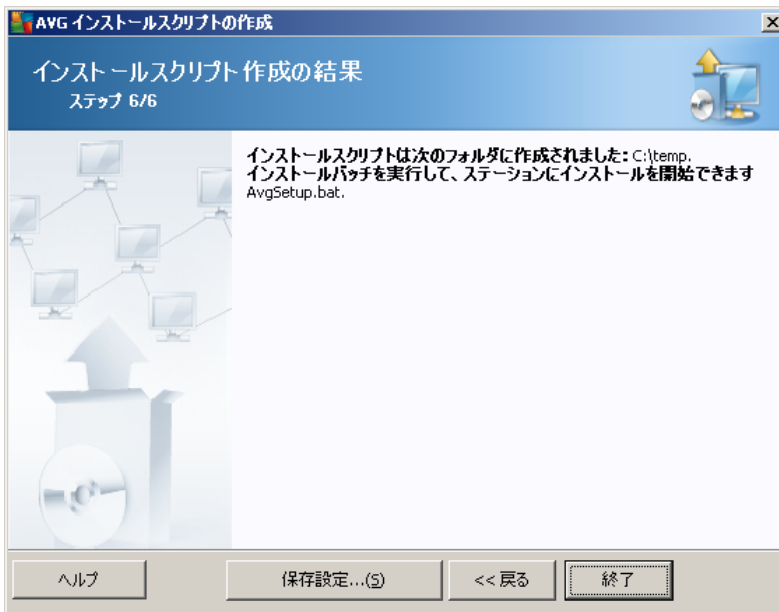 AVG インストールスクリプトの作成
インストールスクリプト作成の結果
ステップ 6/6
インストールスクリプトは次のフォルダに作成されました: C:\temp.
インストールバッチを実行して、ステーションにインストールを開始できます
AvgSetup.bat.
ヘルプ
保存設定...(S)
<< 戻る
終了